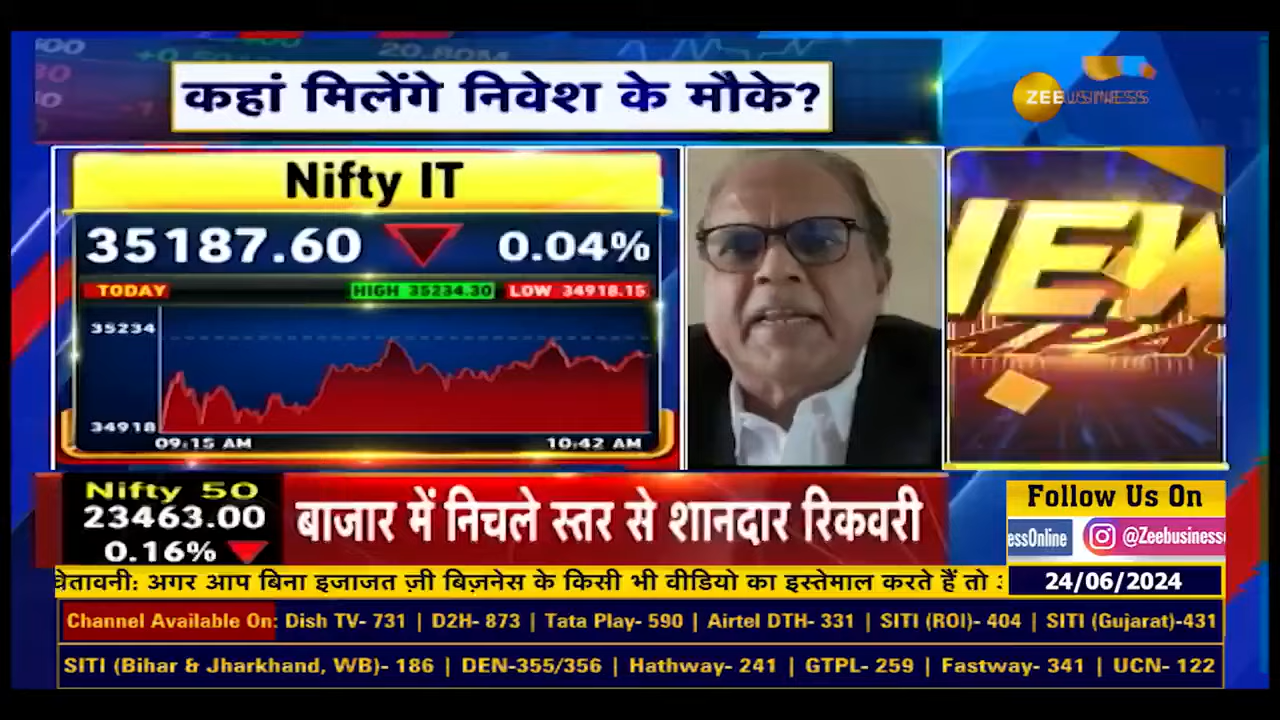 कहां मिलेंगे निवेश के मौके?
ZEE BUSINESS
Nifty IT
35187.60 0.04%
TODAY HIGH 35234.30 LOW 34918.15
35234
34918
09:15 AM 10:42 AM
Nifty 50
23463.00
0.16%
बाजार में निचले स्तर से शानदार रिकवरी
Follow Us On
essOnline @Zeebusiness
चेतावनी: अगर आप बिना इजाजत ज़ी बिज़नेस के किसी भी वीडियो का इस्तेमाल करते हैं तो
24/06/2024
Channel Available On: Dish TV- 731 | D2H- 873 | Tata Play- 590 | Airtel DTH- 331 | SITI (ROI)- 404 | SITI (Gujarat)-431
SITI (Bihar & Jharkhand, WB)- 186 | DEN-355/356 | Hathway- 241 | GTPL- 259 | Fastway- 341 | UCN- 122